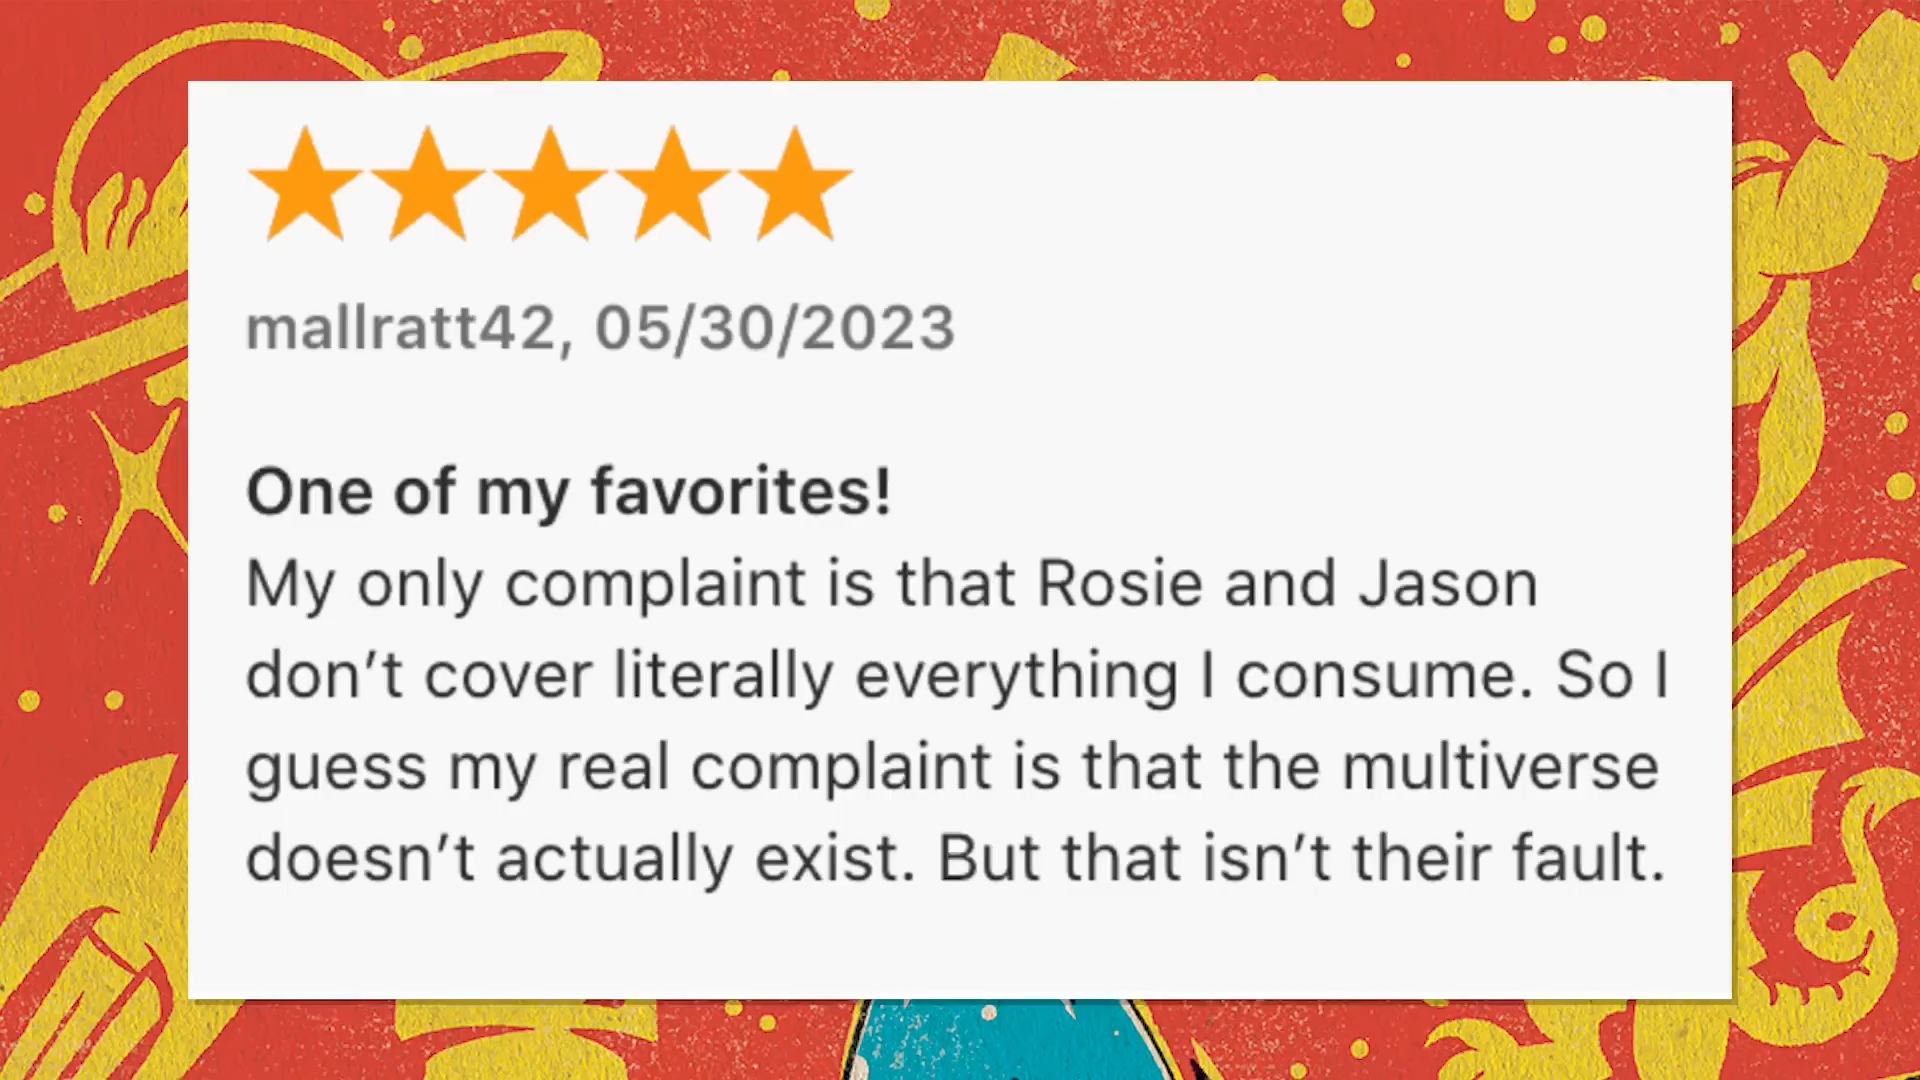 mallratt42, 05/30/2023
One of my favorites!
My only complaint is that Rosie and Jason
don’t cover literally everything I consume. So I
guess my real complaint is that the multiverse
doesn’t actually exist. But that isn’t their fault.